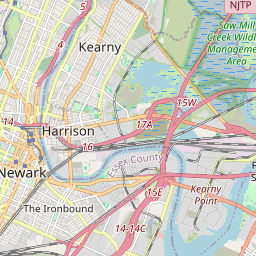 NJTP
Saw Mill
Creek Wildl
Management
Area
5
Kearny
4
15W
14
Harrison
17A
16
Essex County
Newark
15E
Kearny
Point
The Ironbound
14-14C